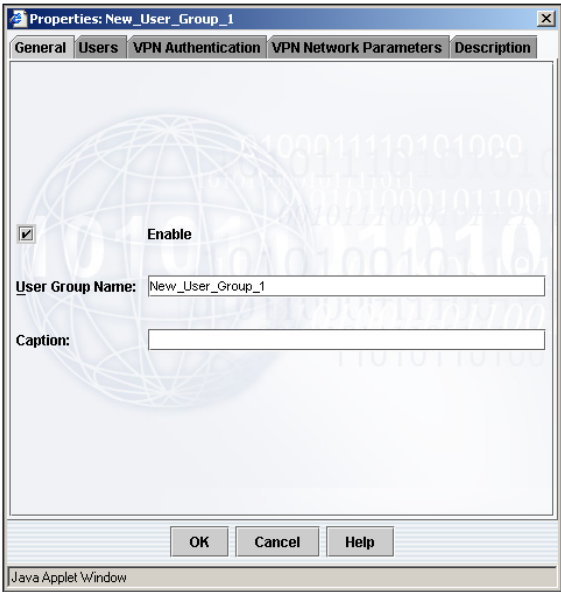 Properties: New_User_Group_1
General Users VPN Authentication VPN Network Parameters Description
Enable
User Group Name: New_User_Group_1
Caption:
OK Cancel Help
Java Applet Window